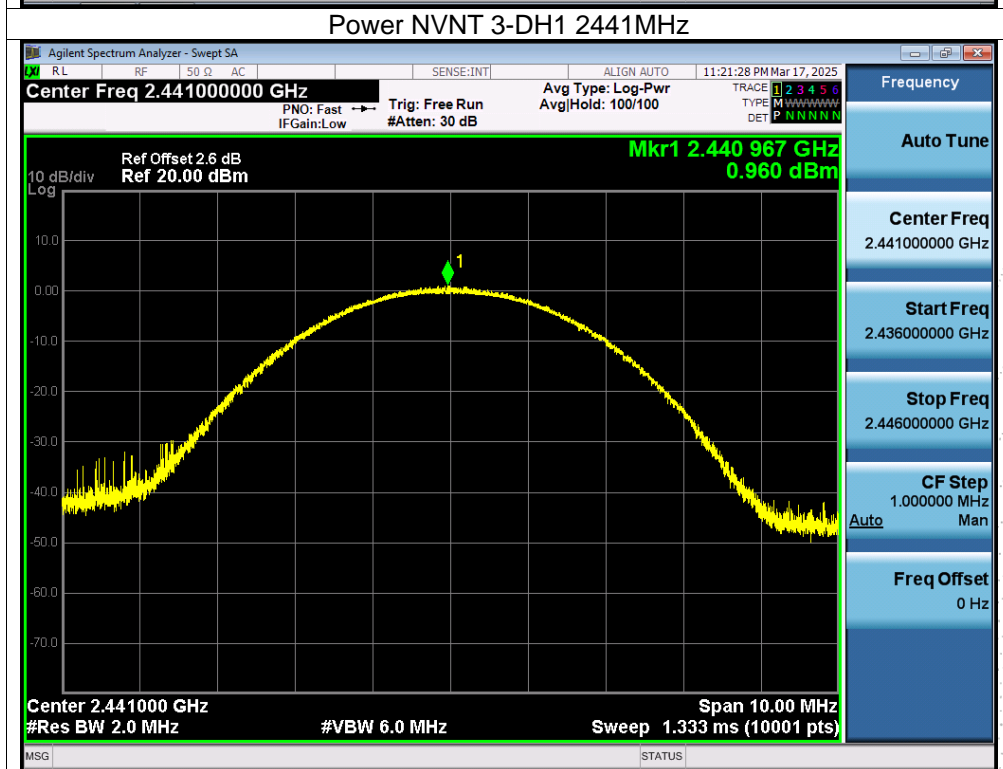 Power NVNT 3-DH1 2441MHz
Agilent Spectrum Analyzer - Swept SA
LXI RL RF 50 Ω AC SENSE:INT ALIGN AUTO 11:21:28 PM Mar 17, 2025
Center Freq 2.441000000 GHz
PNO: Fast
IFGain:Low
Trig: Free Run
#Atten: 30 dB
Avg Type: Log-Pwr
Avg|Hold: 100/100
TRACE 1 2 3 4 5 6
TYPE M WWWWW
DET P N N N N N
Mkr1 2.440 967 GHz
0.960 dBm
Ref Offset 2.6 dB
10 dB/div Ref 20.00 dBm
Log
1
10.0
0.00
-10.0
-20.0
-30.0
-40.0
-50.0
-60.0
-70.0
Center 2.441000 GHz Span 10.00 MHz
#Res BW 2.0 MHz #VBW 6.0 MHz Sweep 1.333 ms (10001 pts)
MSG STATUS
Frequency
Auto Tune
Center Freq
2.441000000 GHz
Start Freq
2.436000000 GHz
Stop Freq
2.446000000 GHz
CF Step
1.000000 MHz
Auto Man
Freq Offset
0 Hz